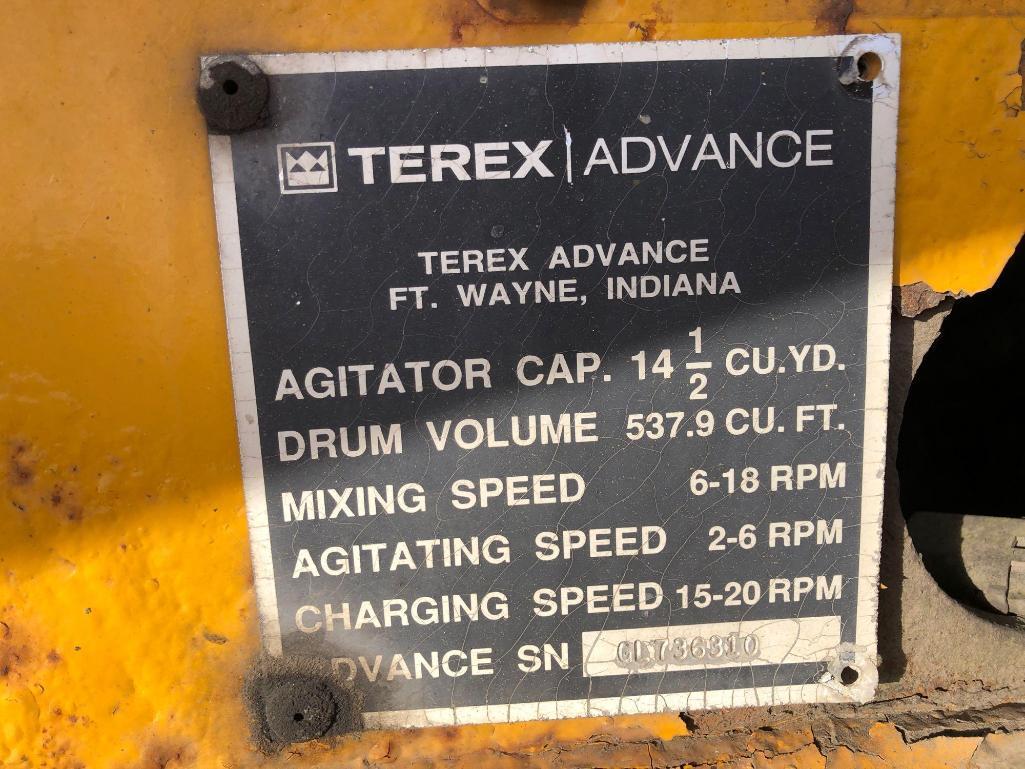 TEREX | ADVANCE
TEREX ADVANCE
FT. WAYNE, INDIANA
AGITATOR CAP. 14 1/2 CU.YD.
DRUM VOLUME 537.9 CU. FT.
MIXING SPEED 6-18 RPM
AGITATING SPEED 2-6 RPM
CHARGING SPEED 15-20 RPM
ADVANCE SN